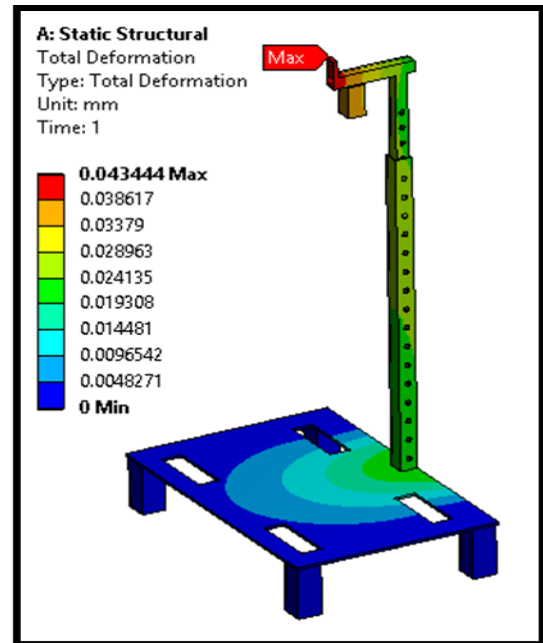 A: Static Structural
Total Deformation
Type: Total Deformation
Unit: mm
Time: 1
Max
0.043444 Max
0.038617
0.03379
0.028963
0.024135
0.019308
0.014481
0.0096542
0.0048271
0 Min